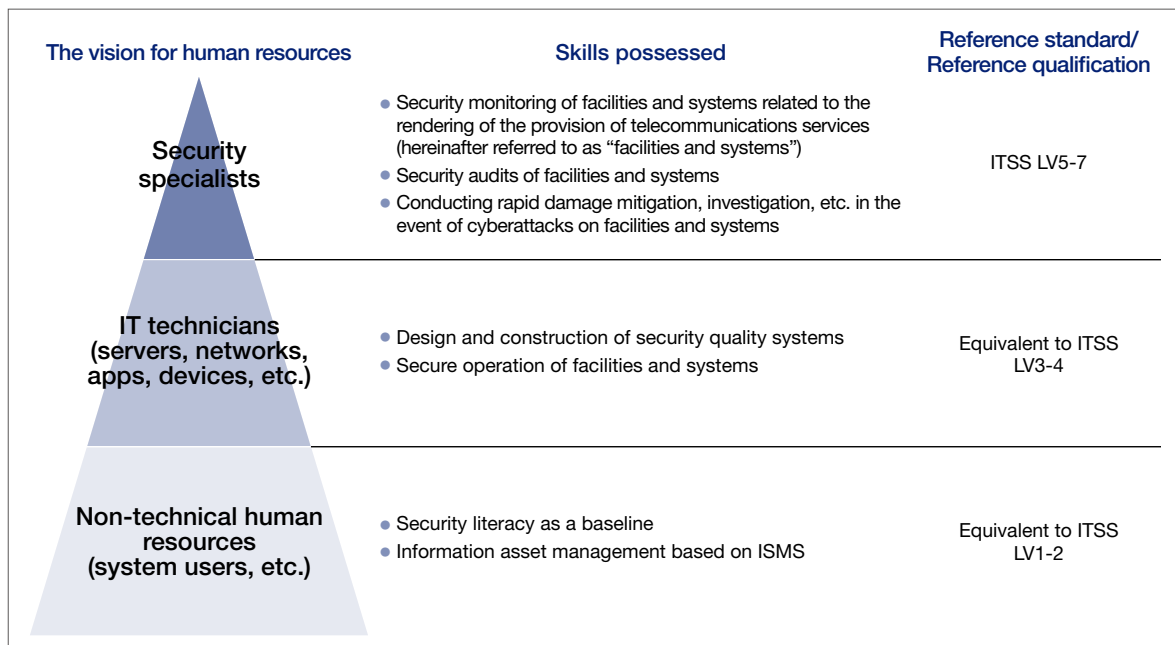 The vision for human resources
Skills possessed
Reference standard/
Reference qualification
Security
specialists
● Security monitoring of facilities and systems related to the
rendering of the provision of telecommunications services
(hereinafter referred to as “facilities and systems”)
● Security audits of facilities and systems
● Conducting rapid damage mitigation, investigation, etc. in the
event of cyberattacks on facilities and systems
ITSS LV5-7
IT technicians
(servers, networks,
apps, devices, etc.)
● Design and construction of security quality systems
● Secure operation of facilities and systems
Equivalent to ITSS
LV3-4
Non-technical human
resources
(system users, etc.)
● Security literacy as a baseline
● Information asset management based on ISMS
Equivalent to ITSS
LV1-2